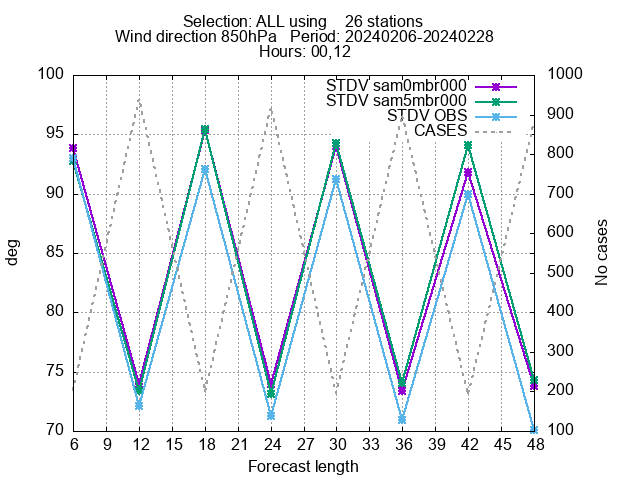 Selection: ALL using    26 stations
Wind direction 850hPa   Period: 20240206-20240228
Hours: 00,12
100
95
90
85
80
75
70
deg
1000
900
800
700
600
500
400
300
200
100
No cases
STDV sam0mbr000
STDV sam5mbr000
STDV OBS
CASES
6 9 12 15 18 21 24 27 30 33 36 39 42 45 48
Forecast length